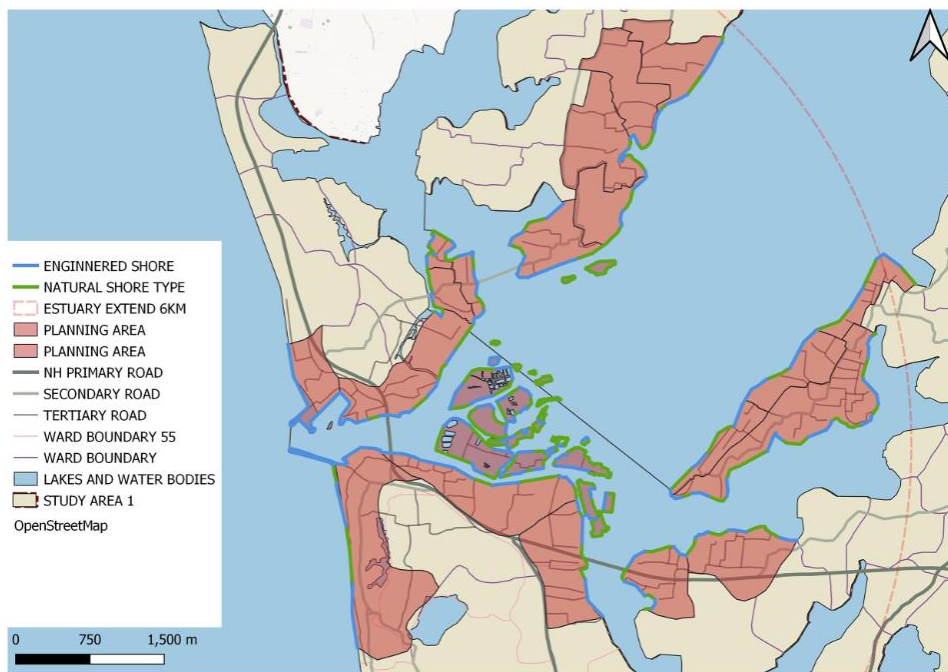 ENGINNERED SHORE
NATURAL SHORE TYPE
ESTUARY EXTEND 6KM
PLANNING AREA
PLANNING AREA
NH PRIMARY ROAD
SECONDARY ROAD
TERTIARY ROAD
WARD BOUNDARY 55
WARD BOUNDARY
LAKES AND WATER BODIES
STUDY AREA 1
OpenStreetMap
0 750 1,500 m